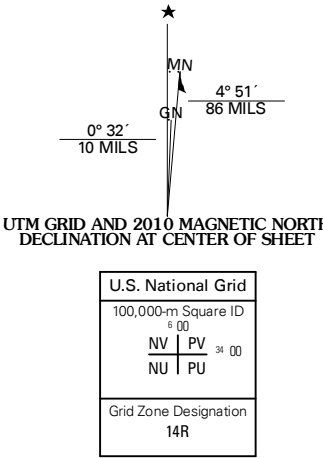 ★
MN
GN
4° 51´
86 MILS
0° 32´
10 MILS
UTM GRID AND 2010 MAGNETIC NORTH
DECLINATION AT CENTER OF SHEET
U.S. National Grid
100,000-m Square ID
6 00
NV PV
34 00
NU PU
Grid Zone Designation
14R